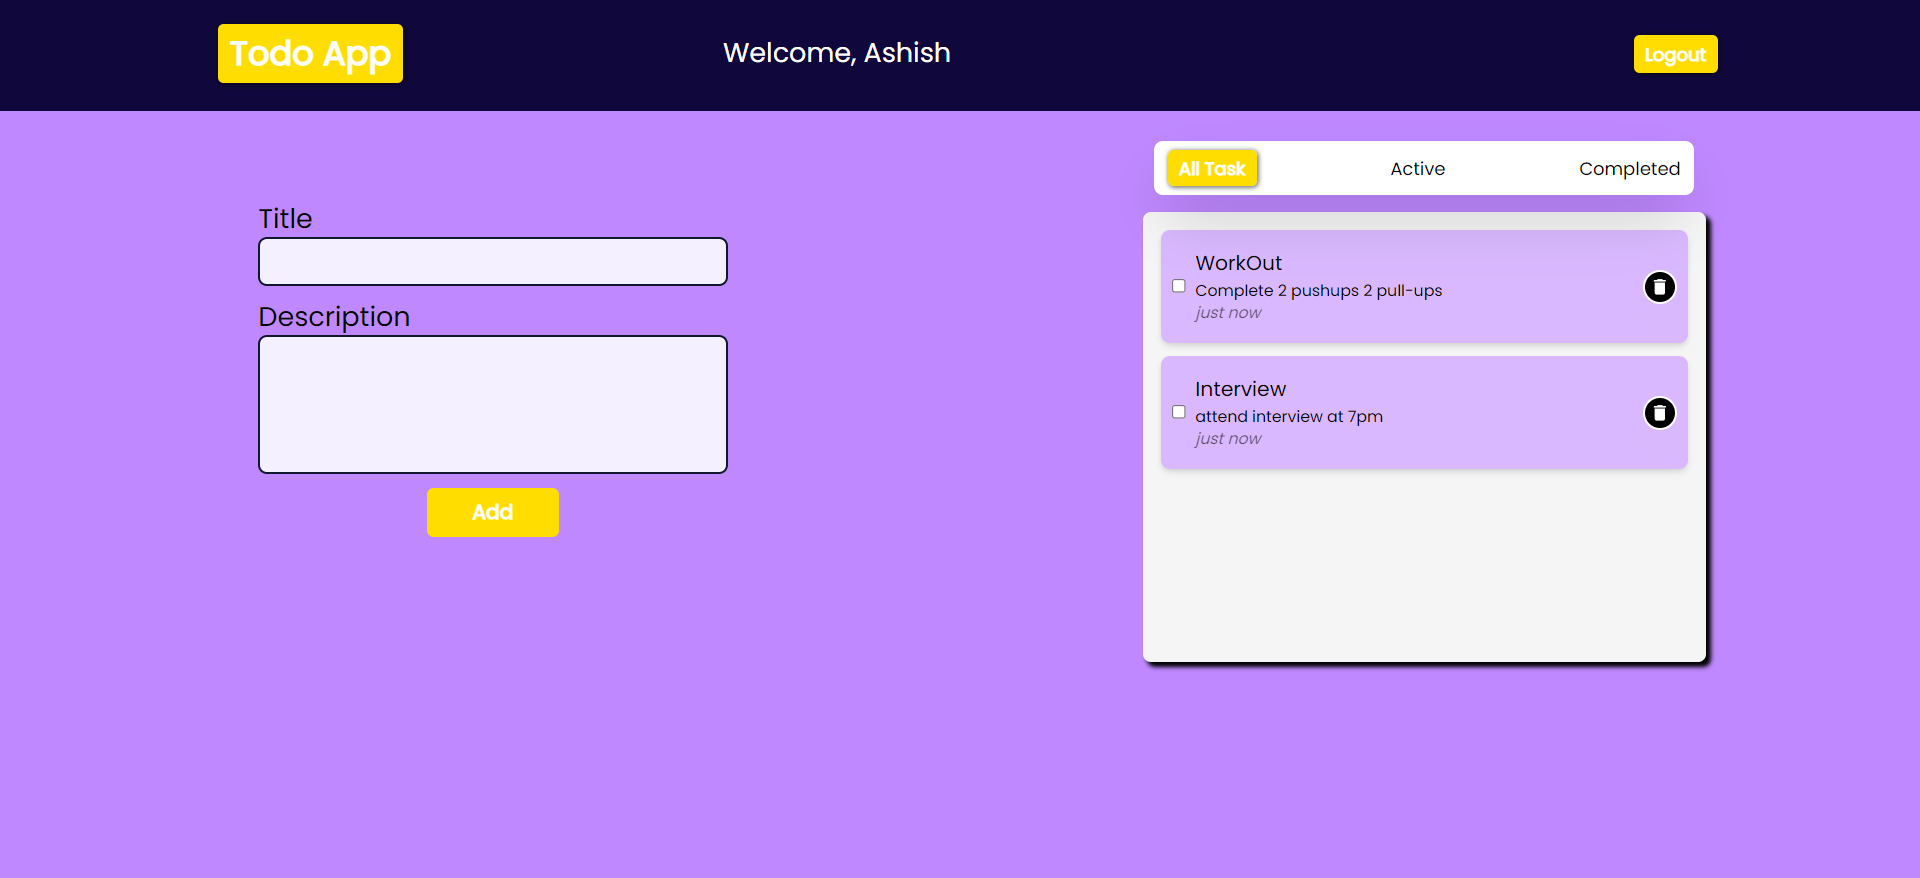 Todo App
Welcome, Ashish
Logout
Title
Description
Add
All Task
Active
Completed
WorkOut
Complete 2 pushups 2 pull-ups
just now
Interview
attend interview at 7pm
just now